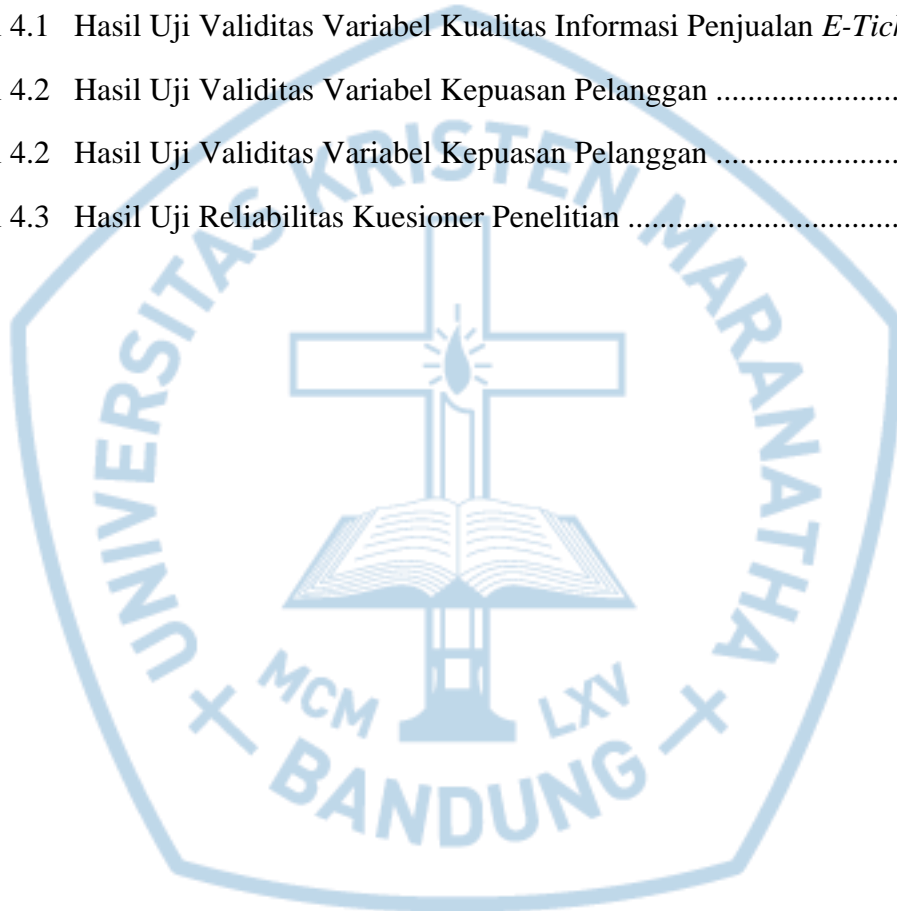 4.1 Hasil Uji Validitas Variabel Kualitas Informasi Penjualan
4.2 Hasil Uji Validitas Variabel Kepuasan Pelanggan ......................
4.2 Hasil Uji Validitas Variabel Kepuasan Pelanggan ......................
4.3 Hasil Uji Reliabilitas Kuesioner Penelitian .................................
UNIVERSITAS KRISTEN MARANATHA
MCM LXV
BANDUNG